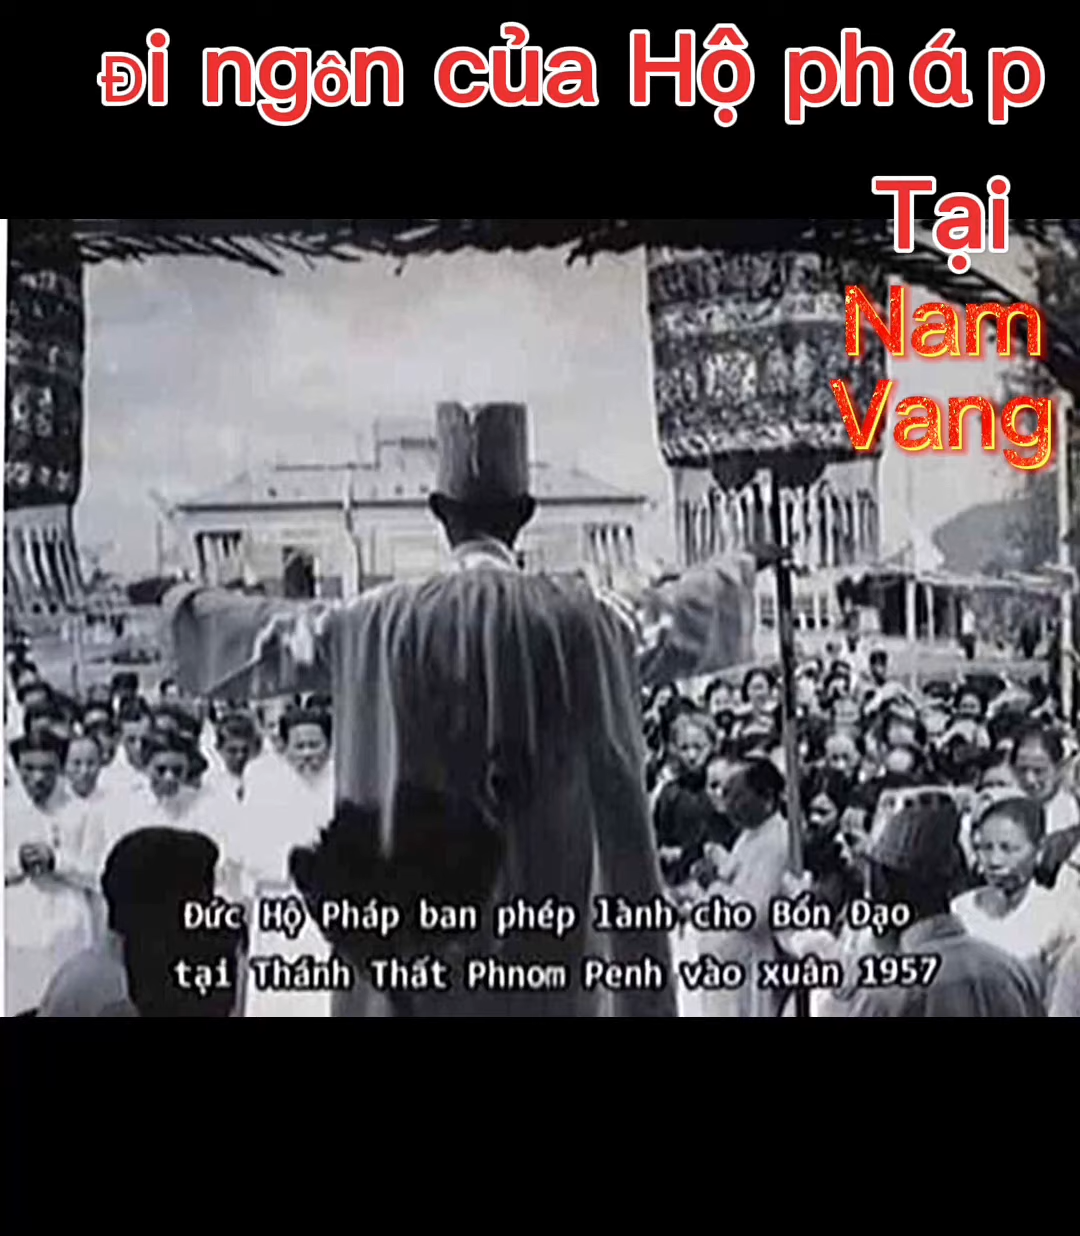 Đi ngôn của Hộ pháp
Tại
Nam
Vang
Đức Hộ Pháp ban phép lành cho Bổn Đạo
tại Thánh Thất Phnom Penh vào xuân 1957